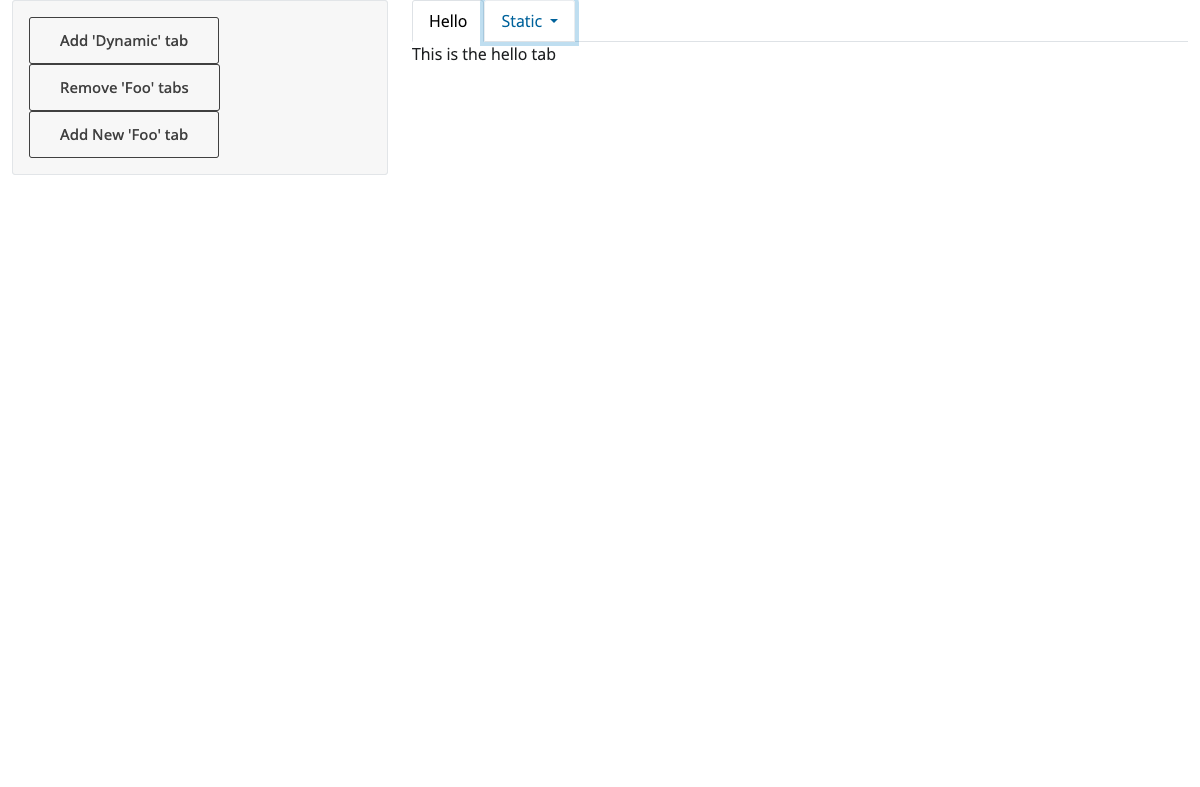 Add 'Dynamic' tab
Remove 'Foo' tabs
Add New 'Foo' tab
Hello
Static
This is the hello tab